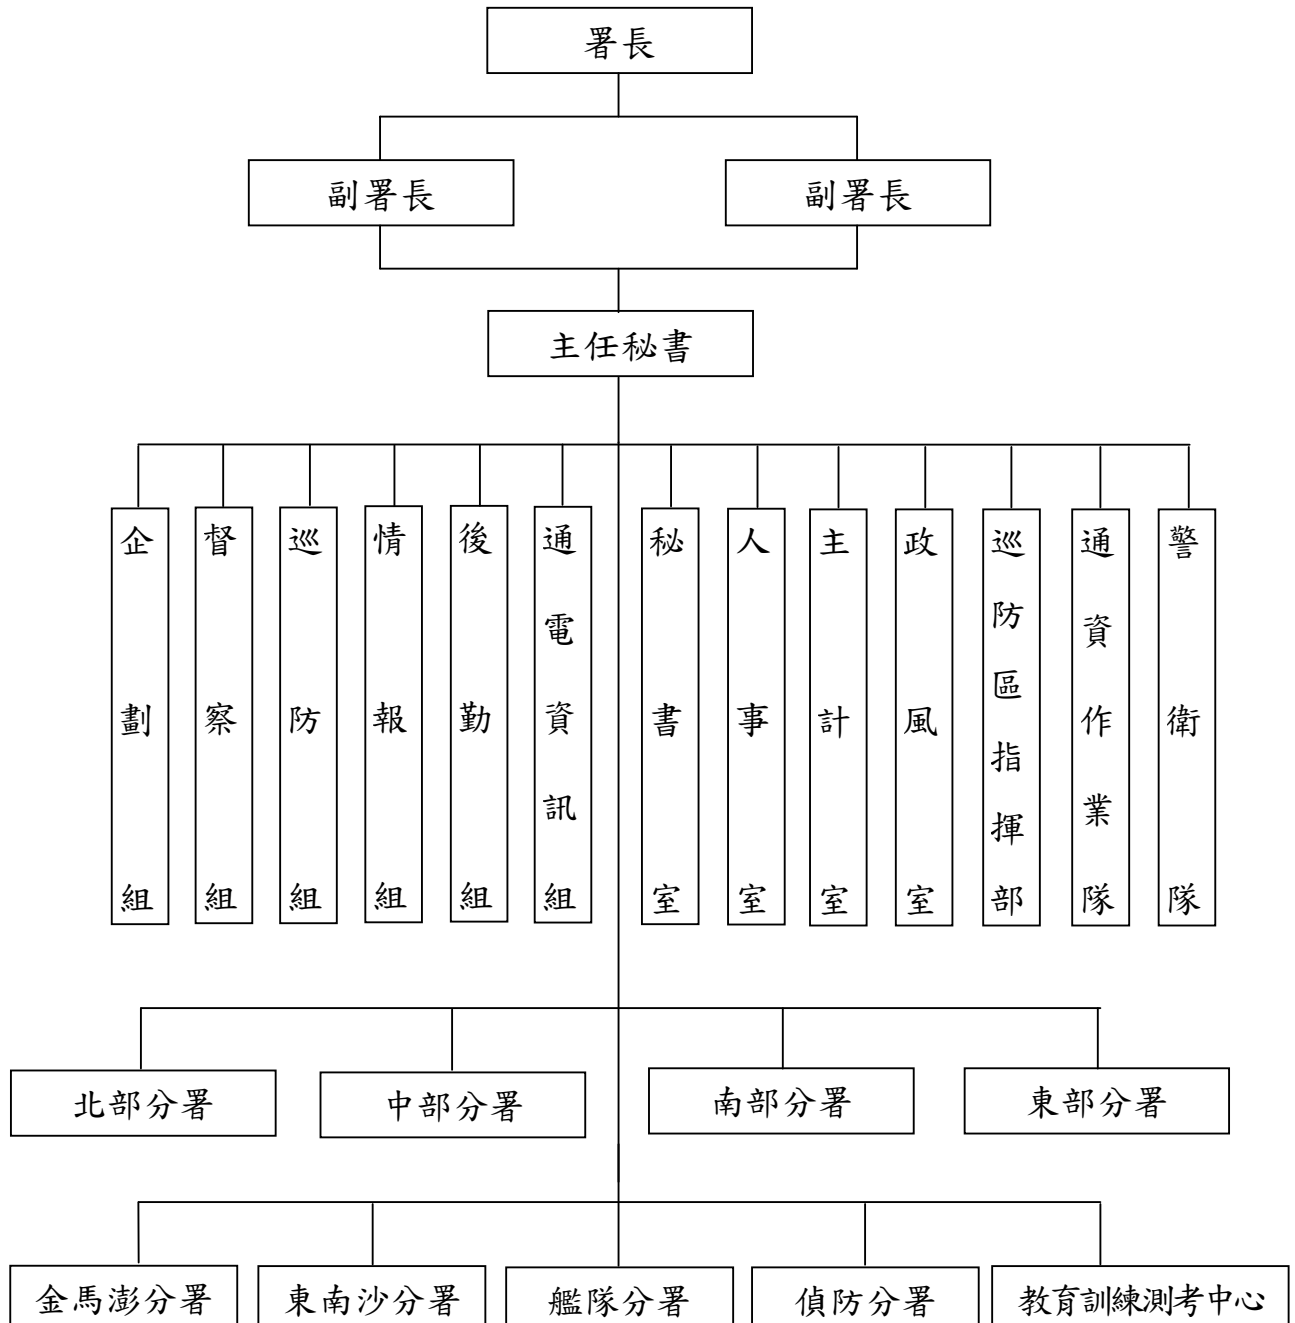 署長
副署長
副署長
主任秘書
企劃組
督察組
巡防組
情報組
後勤組
通電資訊組
秘書室
人事室
主計室
政風室
巡防區指揮部
通資作業隊
警衛隊
北部分署
中部分署
南部分署
東部分署
金馬澎分署
東南沙分署
艦隊分署
偵防分署
教育訓練測考中心